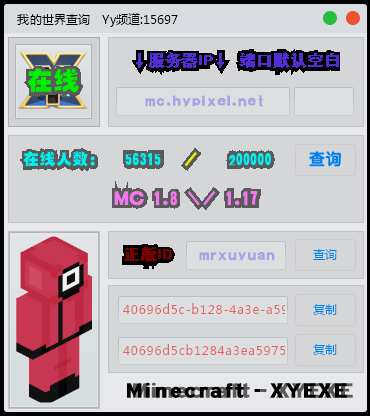 我的世界查询 Yy频道:15697
在线
↓服务器IP↓ 端口默认空白
mc.hypixel.net
在线人数: 56315 / 200000 查询
MC 1.8 \/ 1.17
正版ID mrxuyuan 查询
40696d5c-b128-4a3e-a59 复制
40696d5cb1284a3ea5975 复制
Minecraft - XYEXE